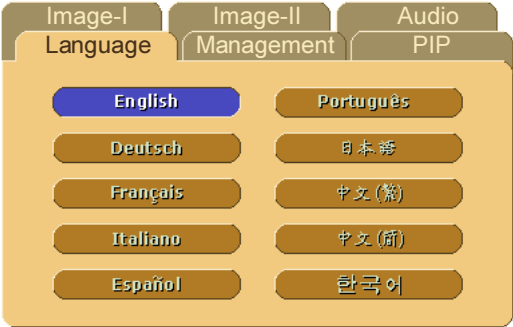 Image-I Image-II Audio
Language Management PIP
English Português
Deutsch 日本語
Français 中文(繁)
Italiano 中文(简)
Español 한국어